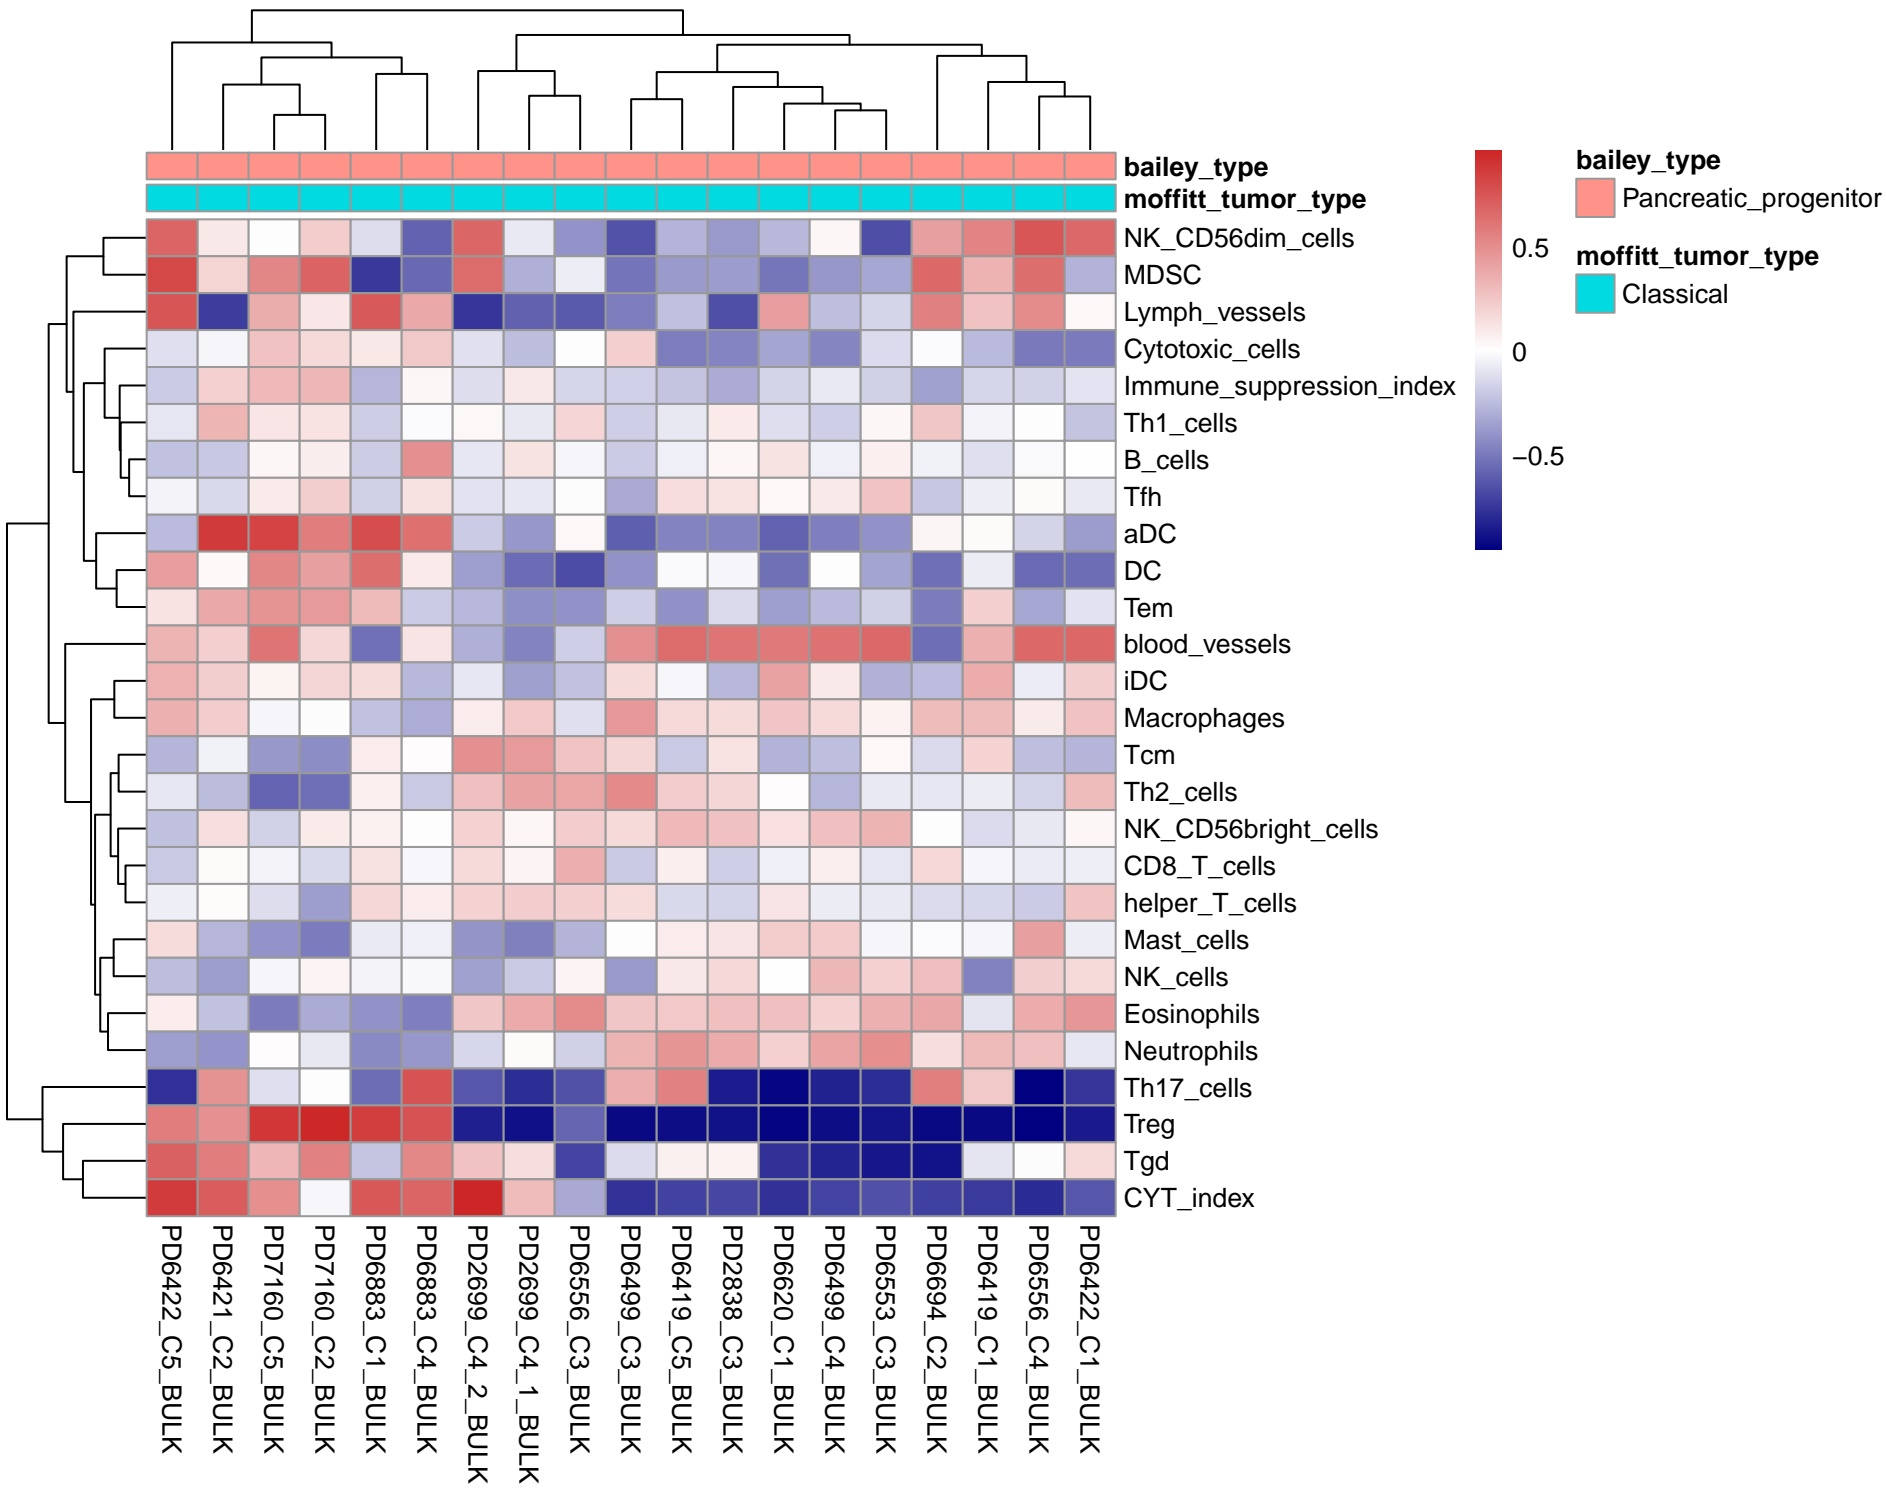 bailey_type
moffitt_tumor_type
NK_CD56dim_cells
MDSC
Lymph_vessels
Cytotoxic_cells
Immune_suppression_index
Th1_cells
B_cells
Tfh
aDC
DC
Tem
blood_vessels
iDC
Macrophages
Tcm
Th2_cells
NK_CD56bright_cells
CD8_T_cells
helper_T_cells
Mast_cells
NK_cells
Eosinophils
Neutrophils
Th17_cells
Treg
Tgd
CYT_index
PD6422_C5_BULK
PD6421_C2_BULK
PD7160_C5_BULK
PD7160_C2_BULK
PD6883_C1_BULK
PD6883_C4_BULK
PD2699_C4_2_BULK
PD2699_C4_1_BULK
PD6556_C3_BULK
PD6499_C3_BULK
PD6419_C5_BULK
PD2838_C3_BULK
PD6620_C1_BULK
PD6499_C4_BULK
PD6553_C3_BULK
PD6694_C2_BULK
PD6419_C1_BULK
PD6556_C4_BULK
PD6422_C1_BULK
0.5
0
−0.5
bailey_type
Pancreatic_progenitor
moffitt_tumor_type
Classical